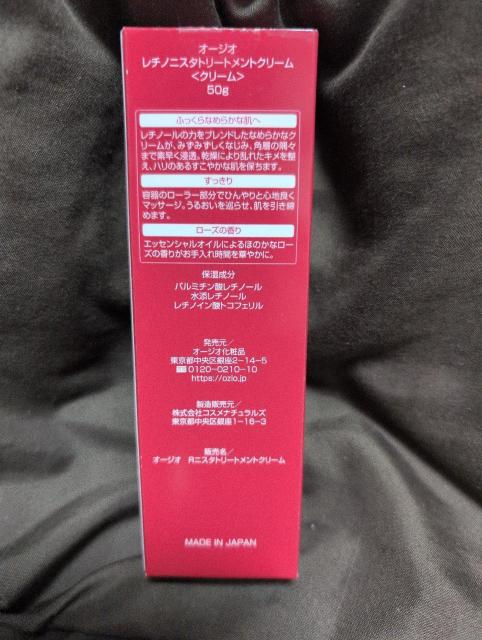 オージオ
レチノニスタトリートメントクリーム
<クリーム>
50g
ふっくらなめらかな肌へ
レチノールの力をブレンドしたなめらかなク
リームが、みずみずしくなじみ、角層の隅々
まで素早く浸透。乾燥により乱れたキメを整
え、ハリのあるすこやかな肌を保ちます。
すっきり
容器のローラー部分でひんやりと心地良く
マッサージ。うるおいを巡らせ、肌を引き締
めます。
ローズの香り
エッセンシャルオイルによるほのかなロー
ズの香りがお手入れ時間を華やかに。
保湿成分
パルミチン酸レチノール
水添レチノール
レチノイン酸トコフェリル
発売元/
オージオ化粧品
東京都中央区銀座2-14-5
0120-0210-10
https://ozio.jp
製造販売元/
株式会社コスメナチュラルズ
東京都中央区銀座1-16-3
販売名/
オージオ Rニスタトリートメントクリーム
MADE IN JAPAN